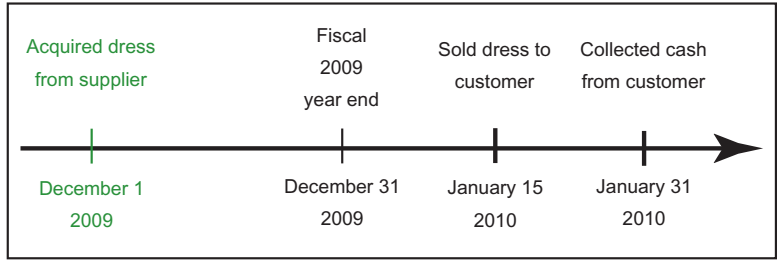 Acquired dress
from supplier
Fiscal
2009
year end
Sold dress to
customer
Collected cash
from customer
December 1
2009
December 31
2009
January 15
2010
January 31
2010